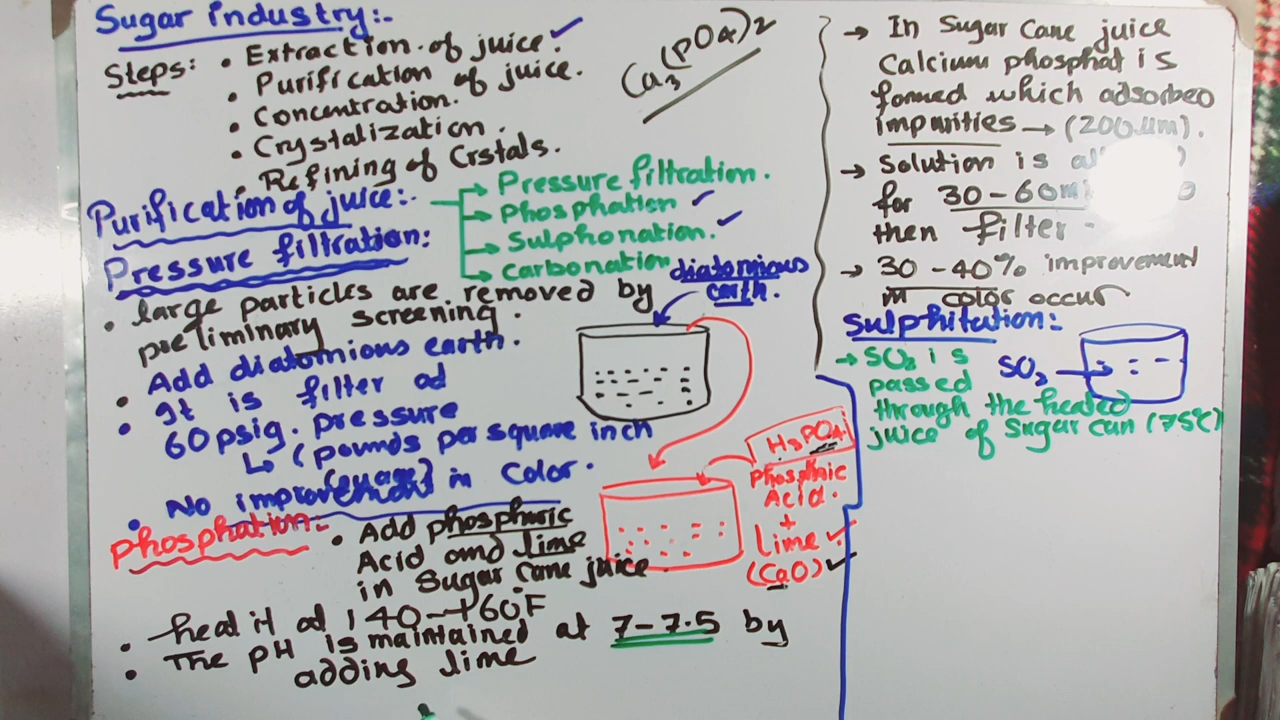 Sugar industry:-
Steps: • Extraction of juice.
• Purification of juice.
• Concentration.
• Crystalization.
• Refining of Crstals.
Ca3(PO4)2
Purification of juice:-
Pressure filtration.
Phosphation
Sulphonation.
Carbonation
Pressure filtration:
• large particles are removed by
preliminary screening.
• Add diatomious earth.
• It is filter ad
60 psig. pressure
↳ (pounds per square inch
guage)
• No improvement in color.
diatomious
earth.
H3PO4
phosphric
Acid.
+
Lime
(CaO)
phosphation:-
• Add phosphuric
Acid and lime
in Sugar Cane juice.
• heat it at 140-160°F
• The pH is maintained at 7-7.5 by
adding lime
→ In Sugar Cane juice
Calcium phosphat is
formed which adsorbed
impurities → (200 µm).
→ Solution is
for 30-60
then filter -
→ 30-40% improvement
in color occur
Sulphitation:-
→ SO2 is
passed
through the heated
juice of Sugar can (75°C)
SO2 →